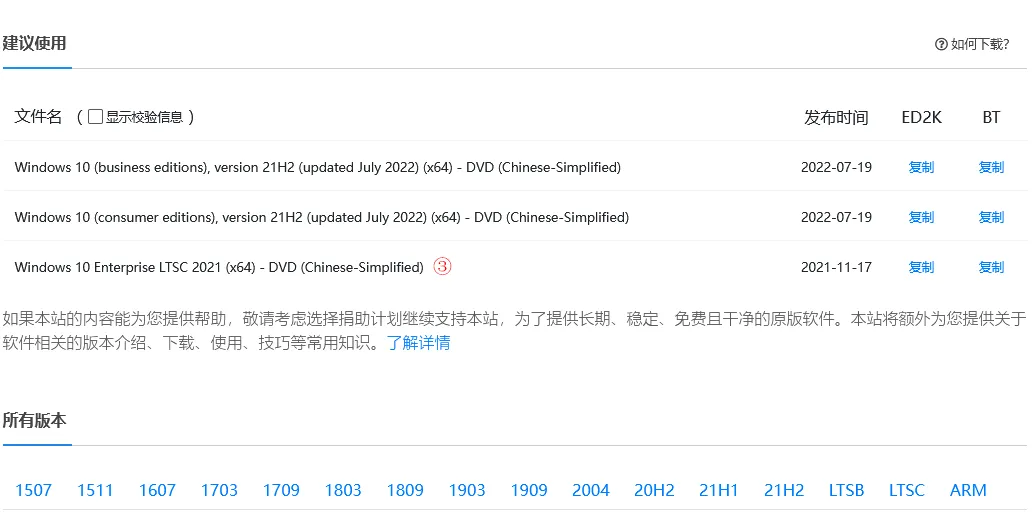 建议使用
如何下载?
文件名 ( 显示校验信息 ) 发布时间 ED2K BT
Windows 10 (business editions), version 21H2 (updated July 2022) (x64) - DVD (Chinese-Simplified) 2022-07-19 复制 复制
Windows 10 (consumer editions), version 21H2 (updated July 2022) (x64) - DVD (Chinese-Simplified) 2022-07-19 复制 复制
Windows 10 Enterprise LTSC 2021 (x64) - DVD (Chinese-Simplified) ③ 2021-11-17 复制 复制
如果本站的内容能为您提供帮助，敬请考虑选择捐助计划继续支持本站，为了提供长期、稳定、免费且干净的原版软件。本站将额外为您提供关于
软件相关的版本介绍、下载、使用、技巧等常用知识。了解详情
所有版本
1507 1511 1607 1703 1709 1803 1809 1903 1909 2004 20H2 21H1 21H2 LTSB LTSC ARM